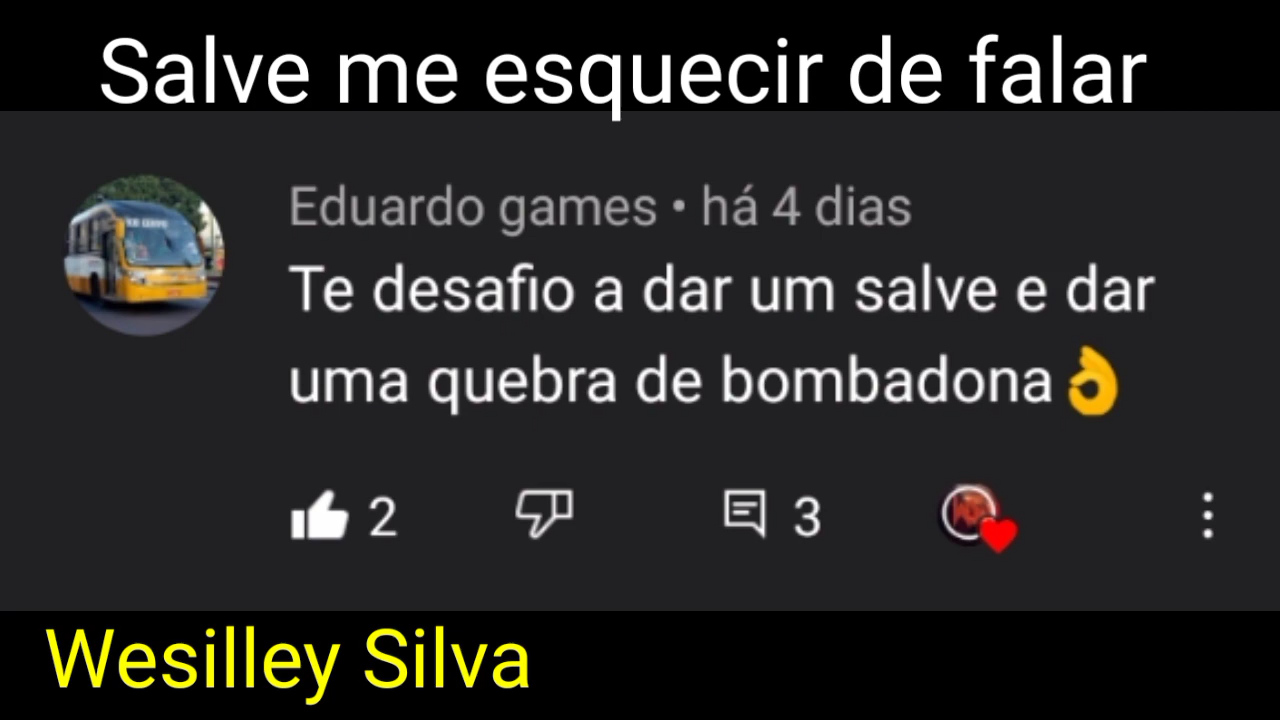 Salve me esquecir de falar
Eduardo games • há 4 dias
Te desafio a dar um salve e dar
uma quebra de bombadona👌
2 3
Wesilley Silva